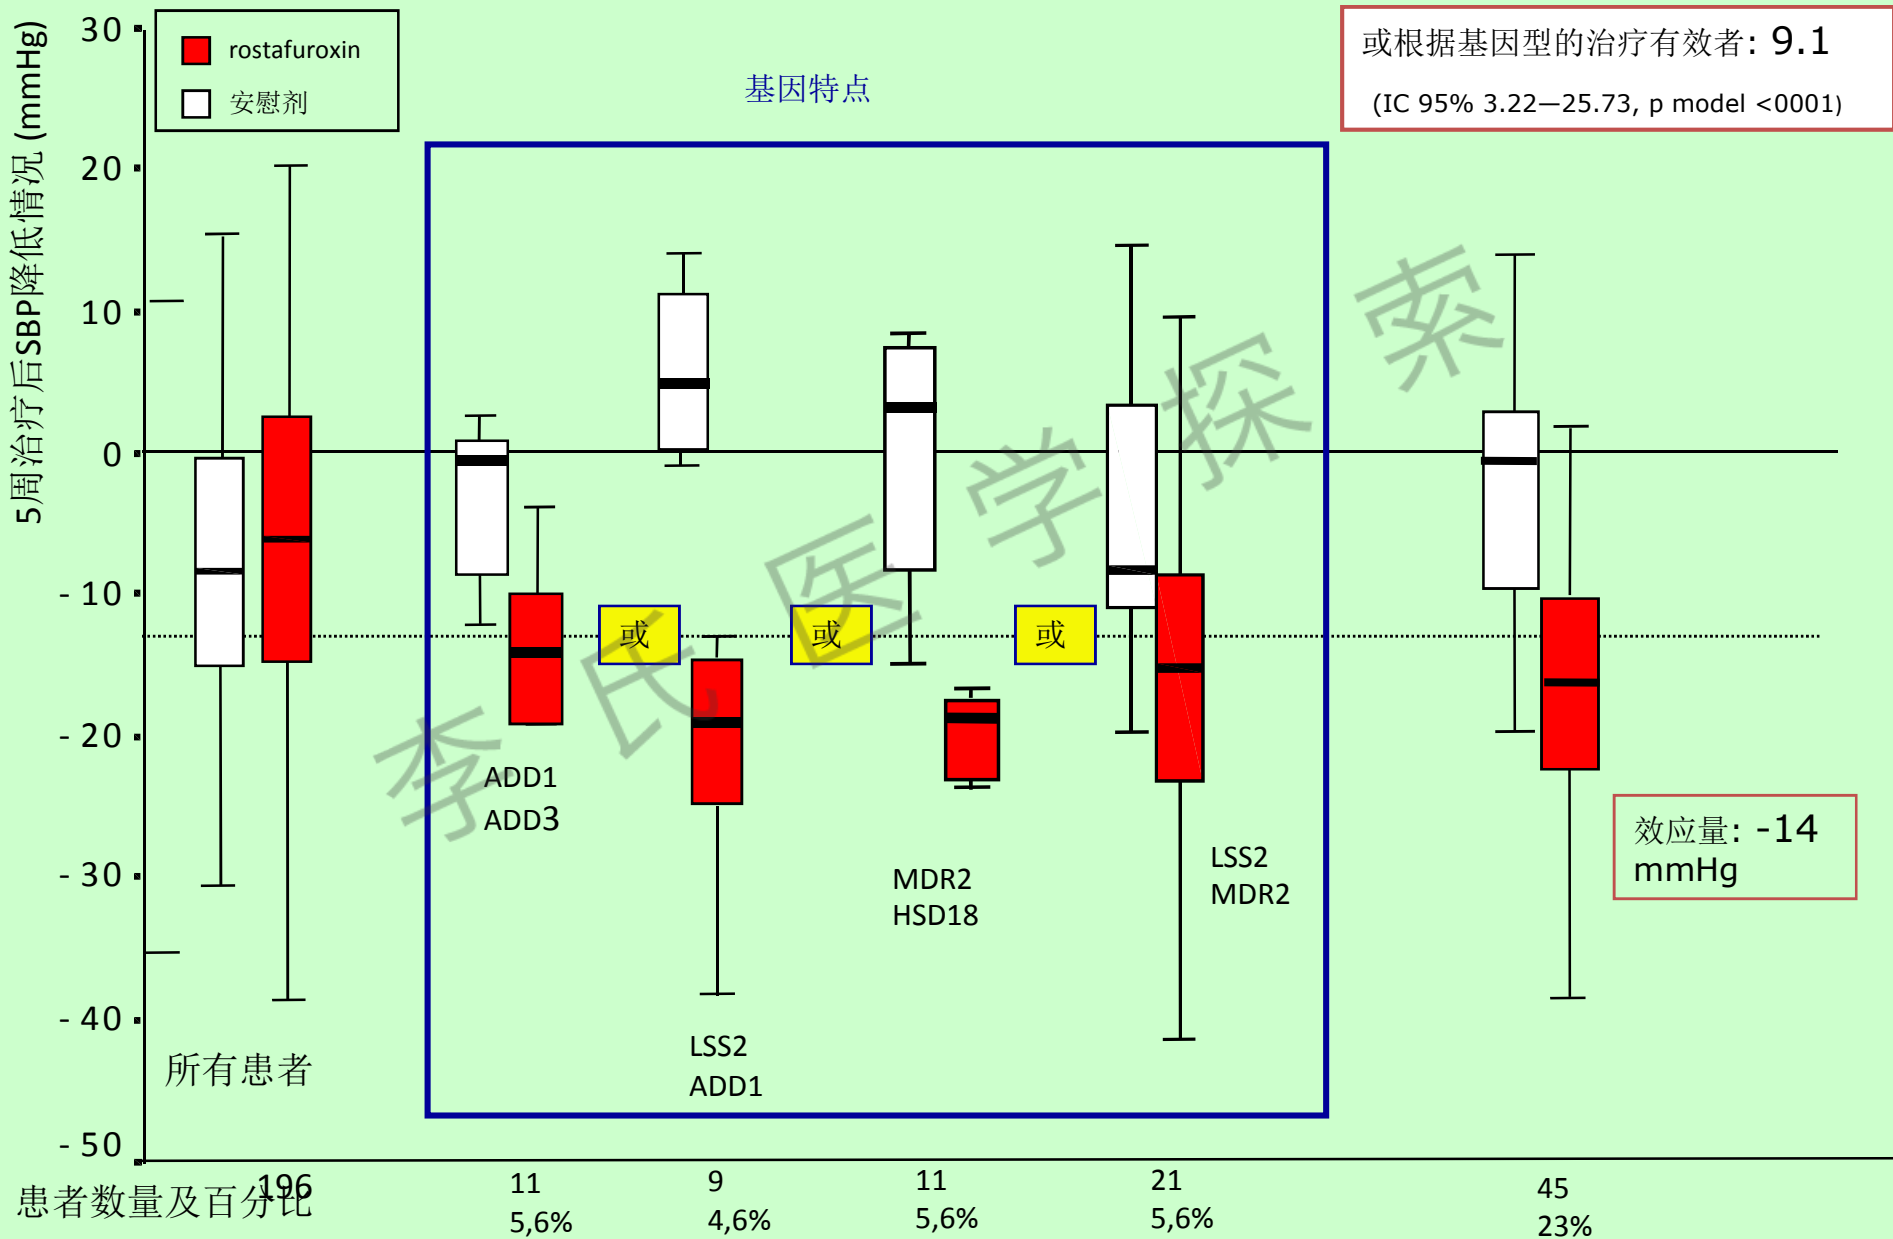 30
20
10
0
- 10
- 20
- 30
- 40
- 50
5周治疗后SBP降低情况 (mmHg)
rostafuroxin
安慰剂
基因特点
或根据基因型的治疗有效者: 9.1
(IC 95% 3.22—25.73, p model <0001)
或
或
或
ADD1
ADD3
LSS2
ADD1
MDR2
HSD18
LSS2
MDR2
效应量: -14
mmHg
所有患者
患者数量及百分比
196
11
5,6%
9
4,6%
11
5,6%
21
5,6%
45
23%
李氏医学探索